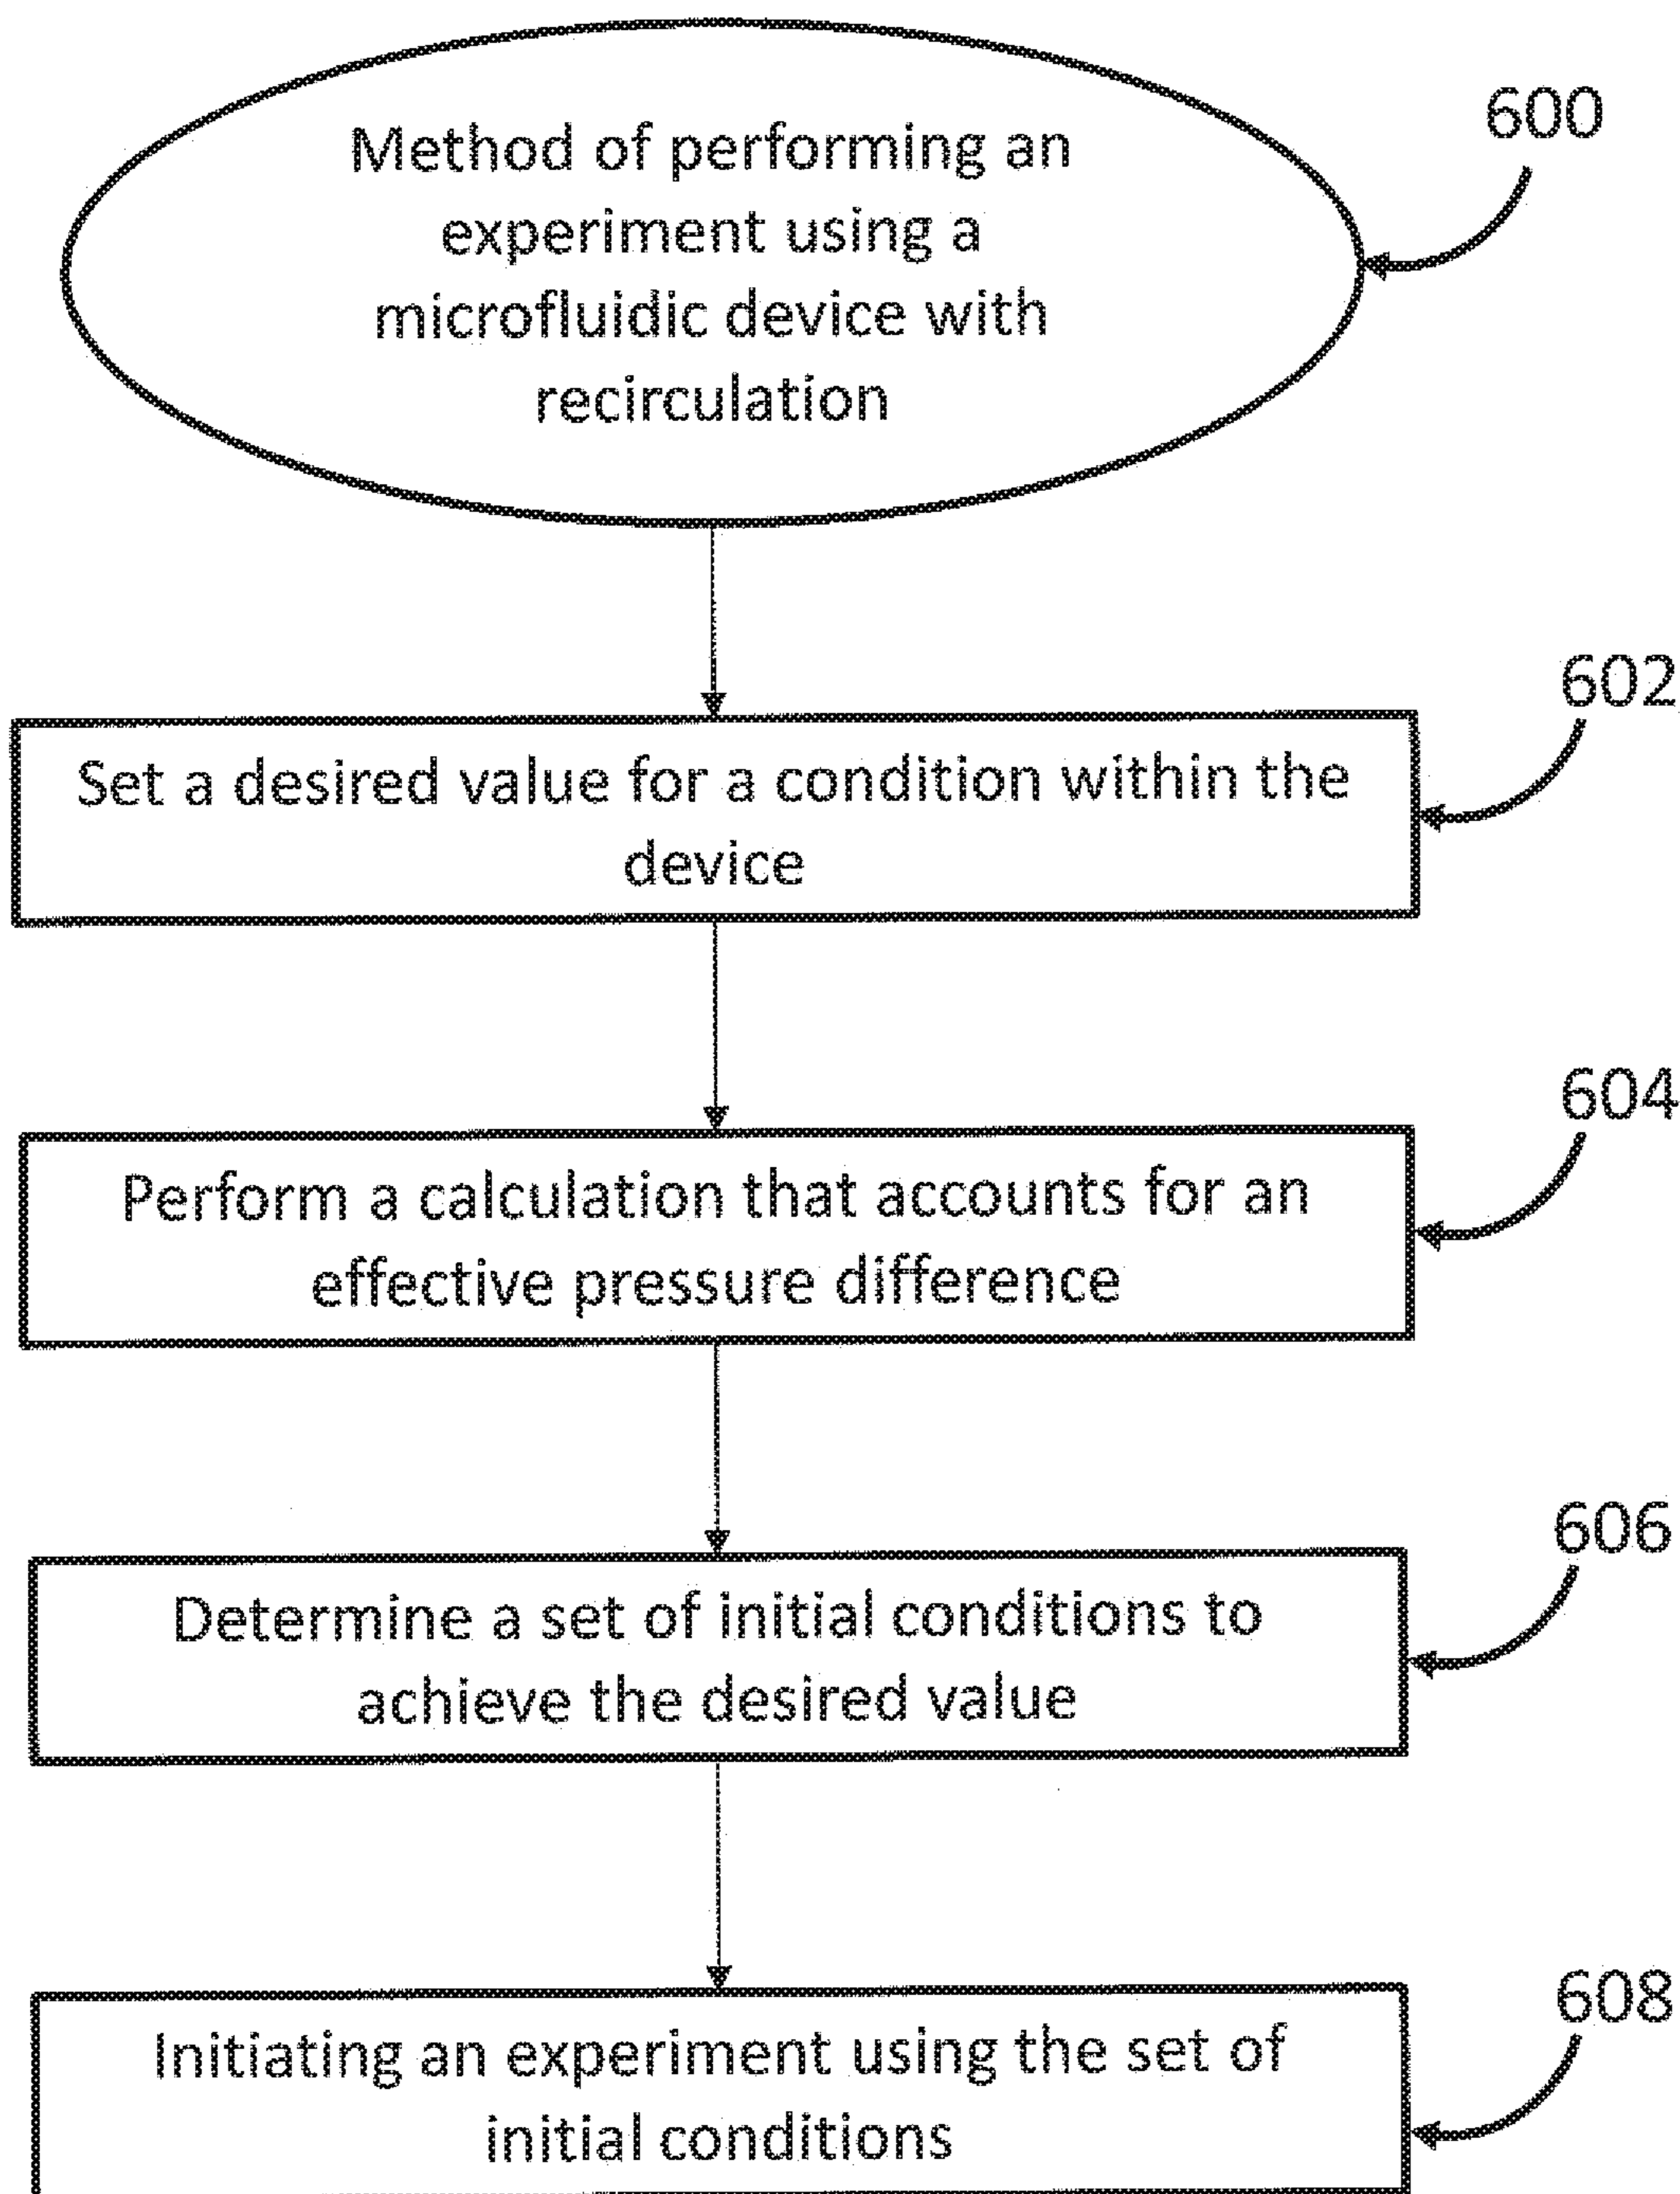 Method of performing an
600
experiment using a
microfluidic device with
recirculation
602
Set a desired value for a condition within the
device
604
Perform a calculation that accounts for an
effective pressure difference
606
Determine a set of initial conditions to
achieve the desired value
608
Initiating an experiment using the set of
initial conditions